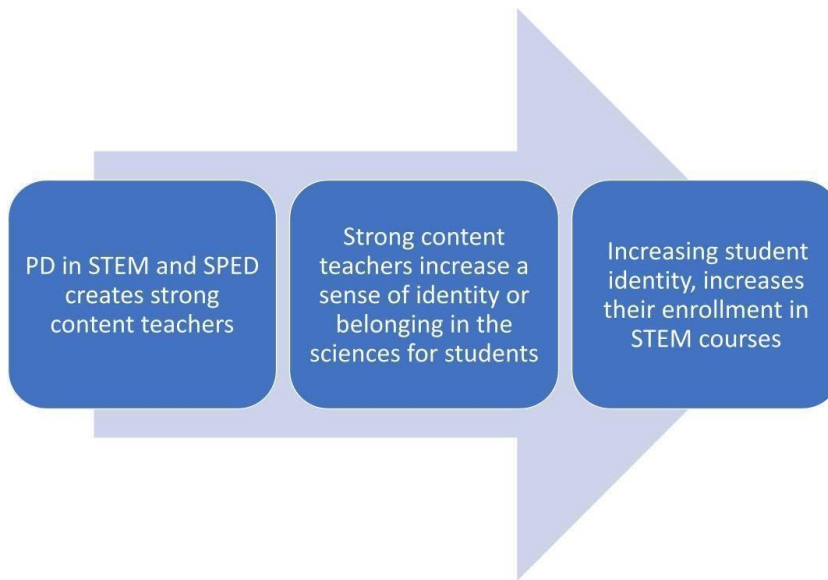 PD in STEM and SPED
creates strong
content teachers
Strong content
teachers increase a
sense of identity or
belonging in the
sciences for students
Increasing student
identity, increases
their enrollment in
STEM courses